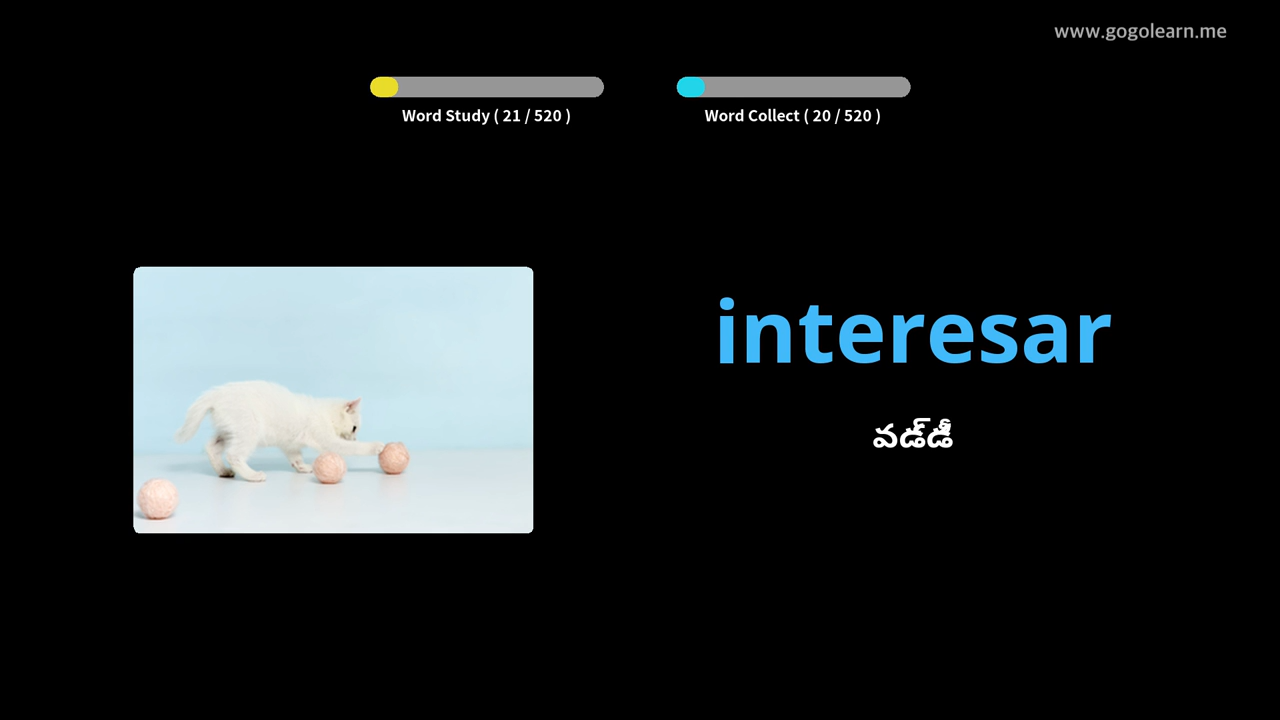 www.gogolearn.me
Word Study ( 21 / 520 )
Word Collect ( 20 / 520 )
interesar
వడ్డీ